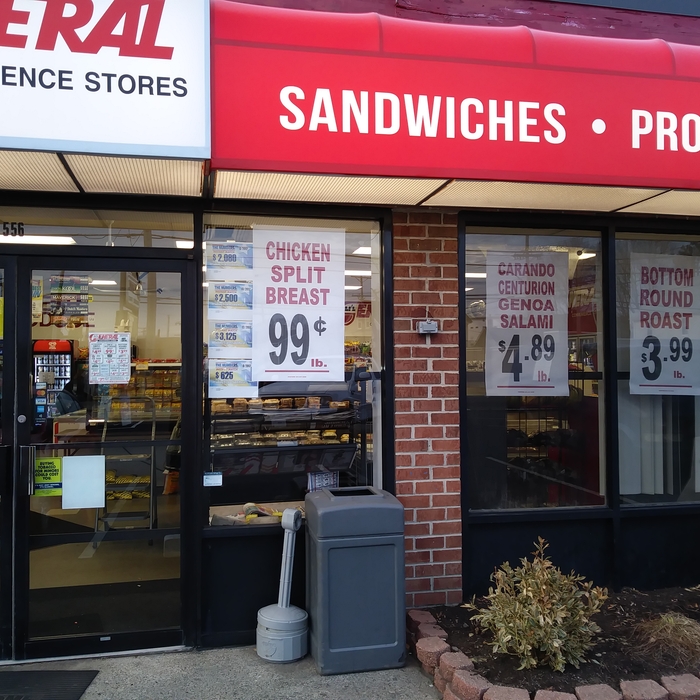 ERAL
ENCE STORES
SANDWICHES • PRO
556
CHICKEN
SPLIT
BREAST
99¢
lb.
$2,080
$2,500
$3,125
$625
CARANDO
CENTURION
GENOA
SALAMI
$4.89
lb.
BOTTOM
ROUND
ROAST
$3.99
lb.